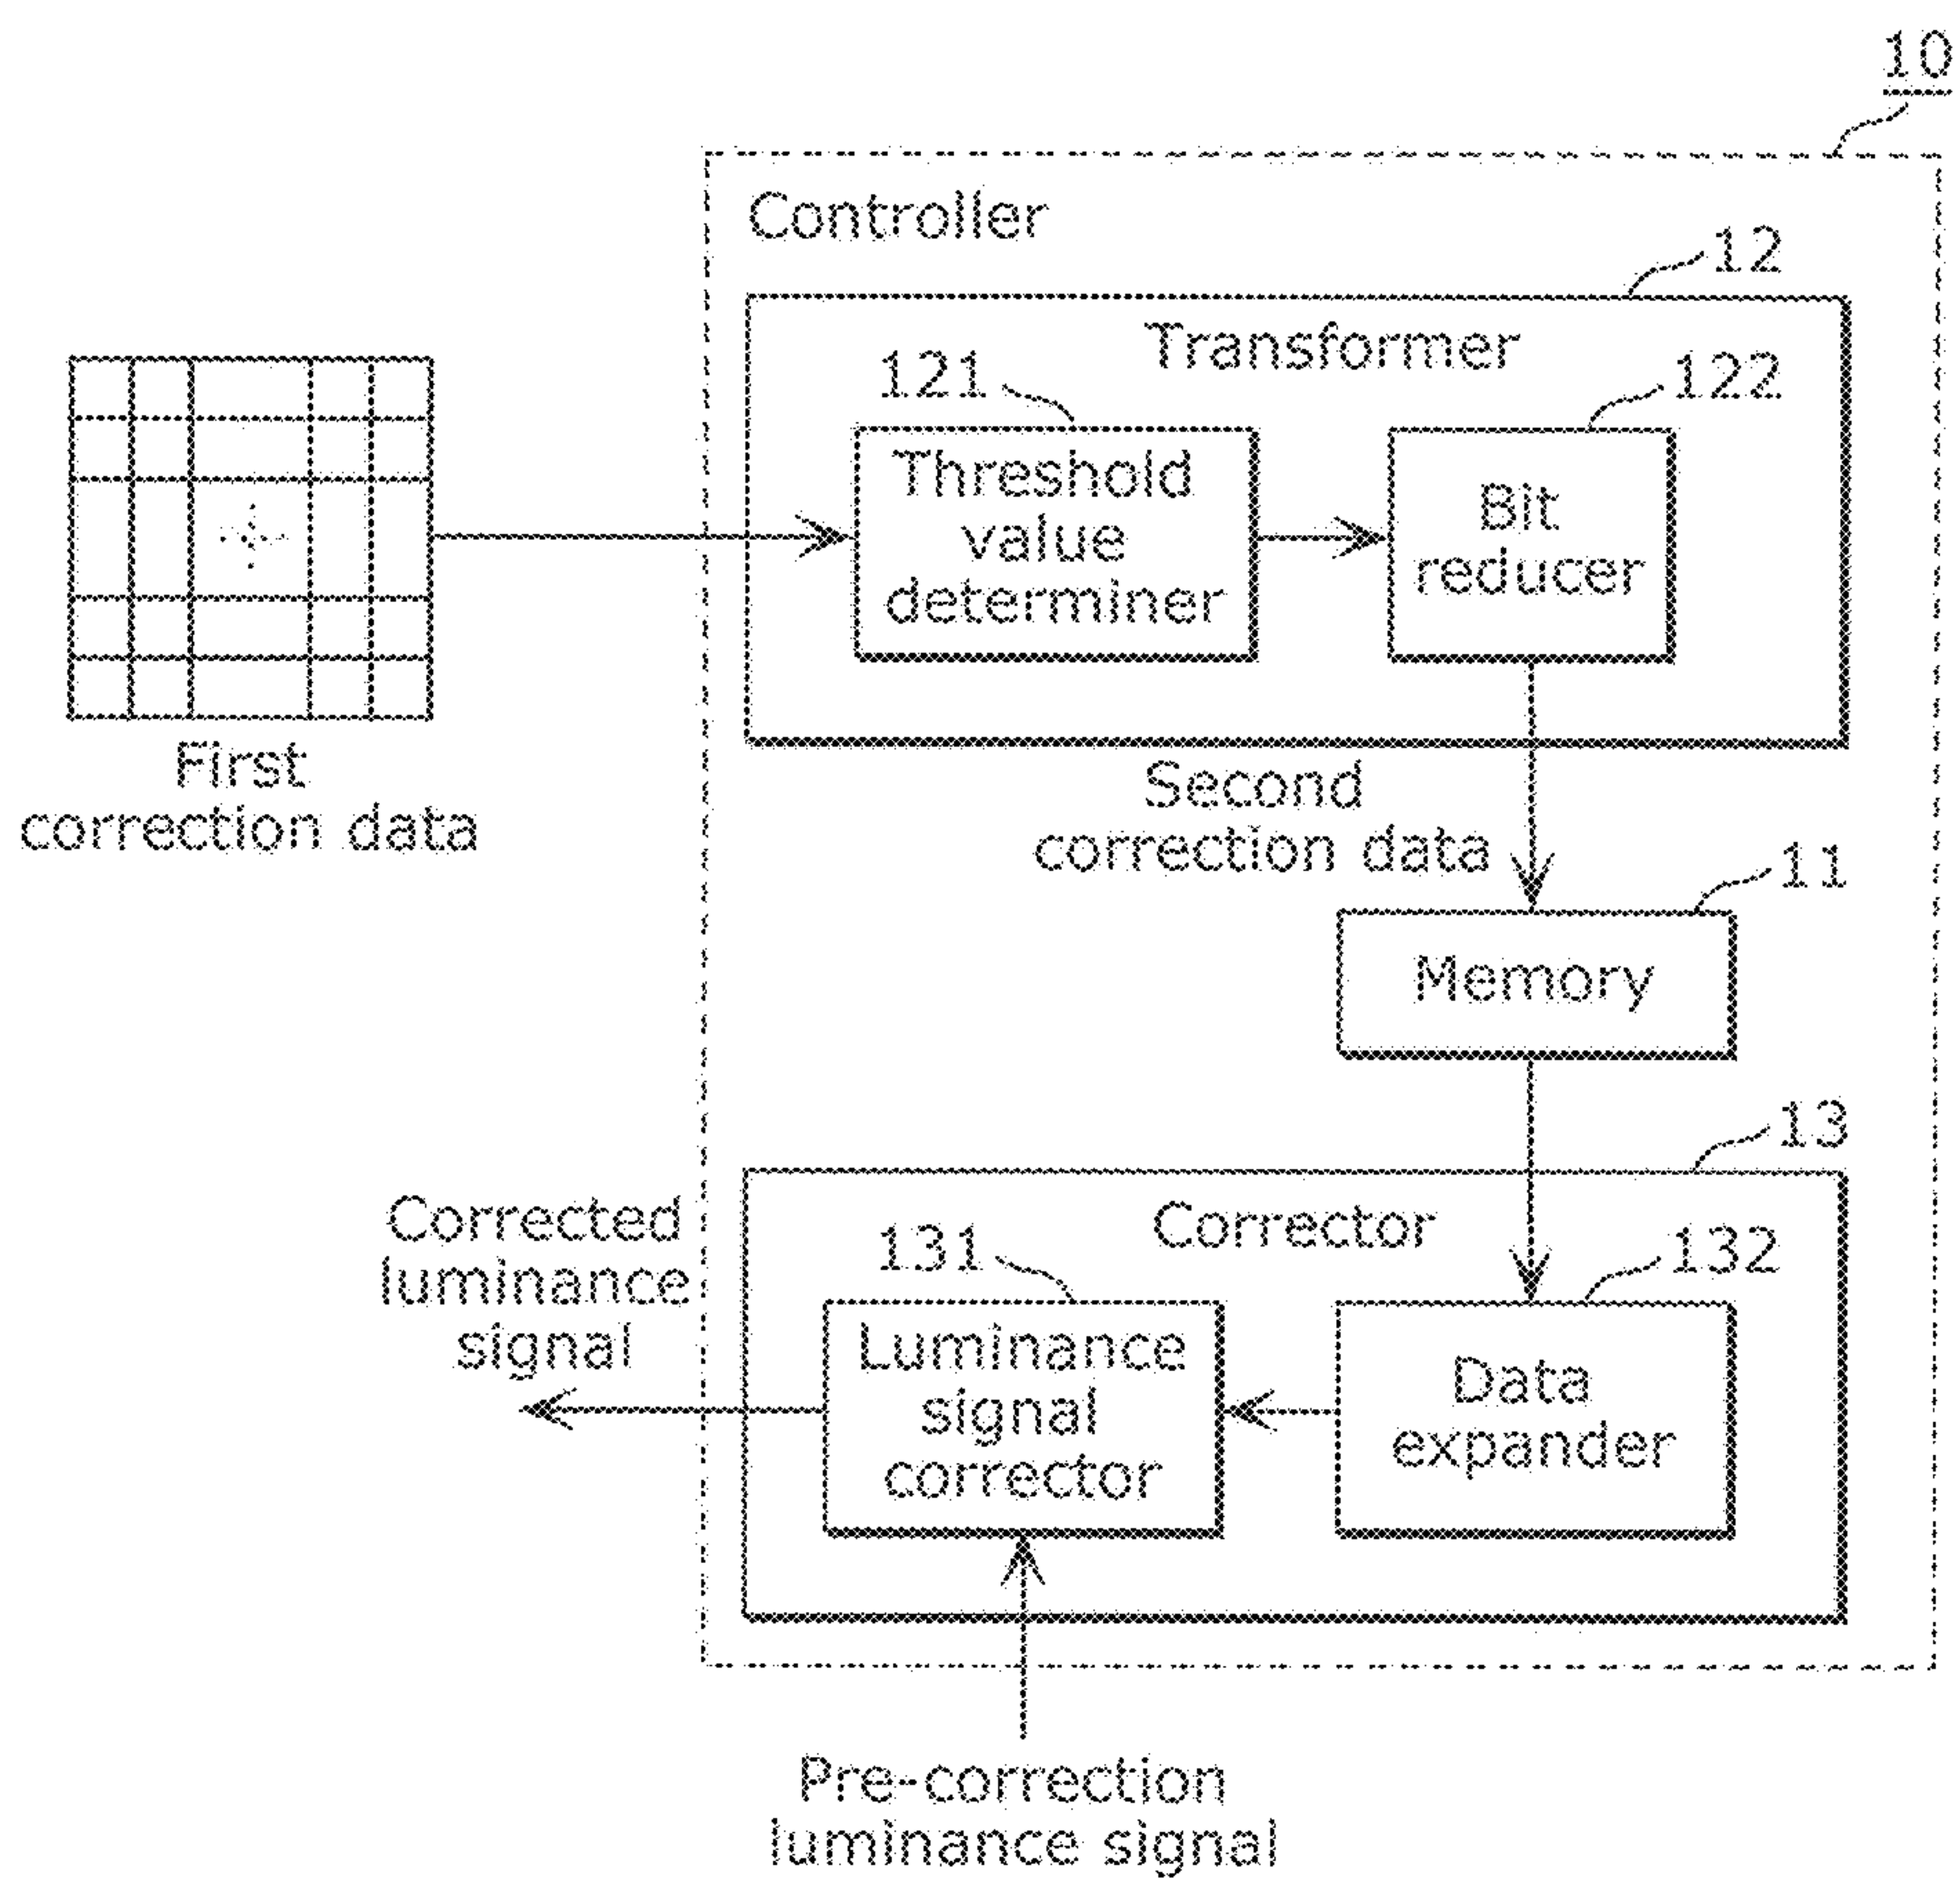 10
Controller
12
Transformer
121
122
Threshold
value
determiner
Bit
reducer
First
correction data
Second
correction data
11
Memory
13
Corrector
131
132
Corrected
luminance
signal
Luminance
signal
corrector
Data
expander
Pre-correction
luminance signal